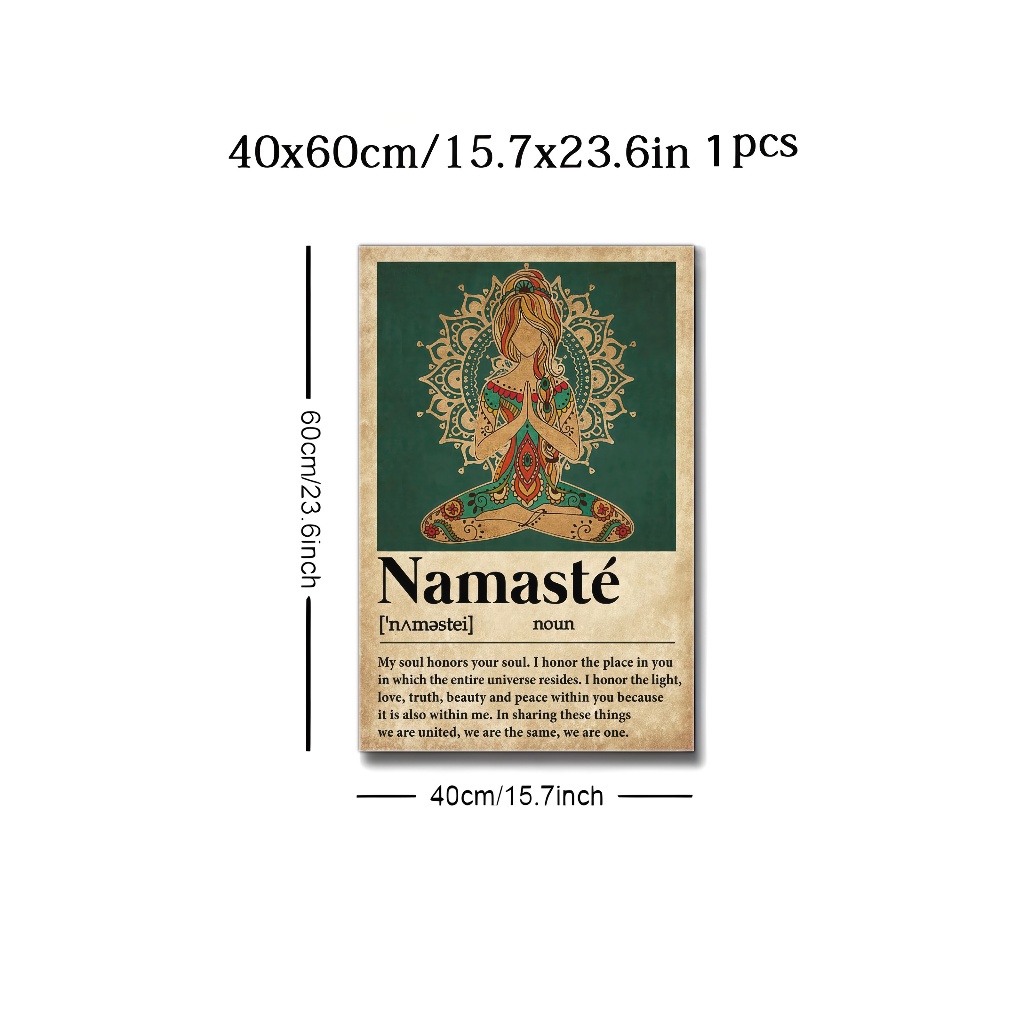 40x60cm/15.7x23.6in 1pcs
60cm/23.6inch
Namasté
['nʌməstei] noun
My soul honors your soul. I honor the place in you
in which the entire universe resides. I honor the light,
love, truth, beauty and peace within you because
it is also within me. In sharing these things
we are united, we are the same, we are one.
40cm/15.7inch